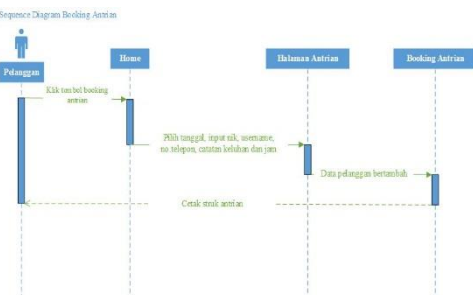 Sequence Diagram Booking Antrian
Pelanggan
Home
Halaman Antrian
Booking Antrian
Klik tombol booking
antrian
Pilih tanggal, input nik, username,
no.telepon, catatan keluhan dan jam
Data pelanggan bertambah
Cetak struk antrian